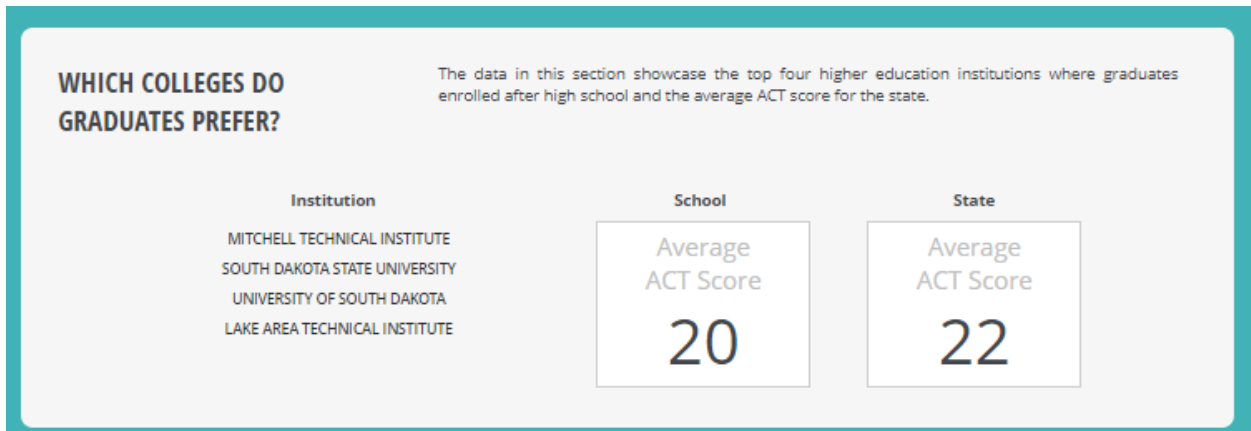 WHICH COLLEGES DO
GRADUATES PREFER?
The data in this section showcase the top four higher education institutions where graduates
enrolled after high school and the average ACT score for the state.
Institution
MITCHELL TECHNICAL INSTITUTE
SOUTH DAKOTA STATE UNIVERSITY
UNIVERSITY OF SOUTH DAKOTA
LAKE AREA TECHNICAL INSTITUTE
School
Average
ACT Score
20
State
Average
ACT Score
22